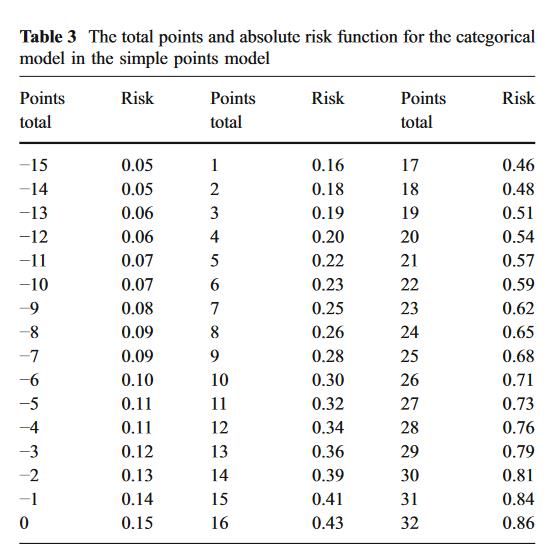 Table 3 The total points and absolute risk function for the categorical
model in the simple points model
Points total Risk Points total Risk Points total Risk
−15 0.05 1 0.16 17 0.46
−14 0.05 2 0.18 18 0.48
−13 0.06 3 0.19 19 0.51
−12 0.06 4 0.20 20 0.54
−11 0.07 5 0.22 21 0.57
−10 0.07 6 0.23 22 0.59
−9 0.08 7 0.25 23 0.62
−8 0.09 8 0.26 24 0.65
−7 0.09 9 0.28 25 0.68
−6 0.10 10 0.30 26 0.71
−5 0.11 11 0.32 27 0.73
−4 0.11 12 0.34 28 0.76
−3 0.12 13 0.36 29 0.79
−2 0.13 14 0.39 30 0.81
−1 0.14 15 0.41 31 0.84
0 0.15 16 0.43 32 0.86